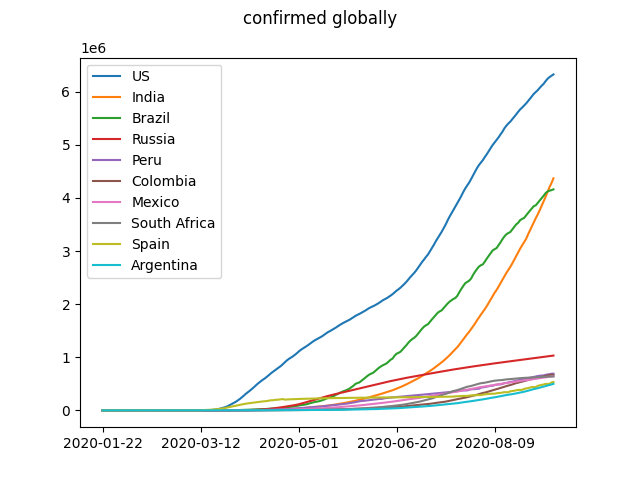 confirmed globally
1e6
US
India
Brazil
Russia
Peru
Colombia
Mexico
South Africa
Spain
Argentina
6
5
4
3
2
1
0
2020-01-22 2020-03-12 2020-05-01 2020-06-20 2020-08-09